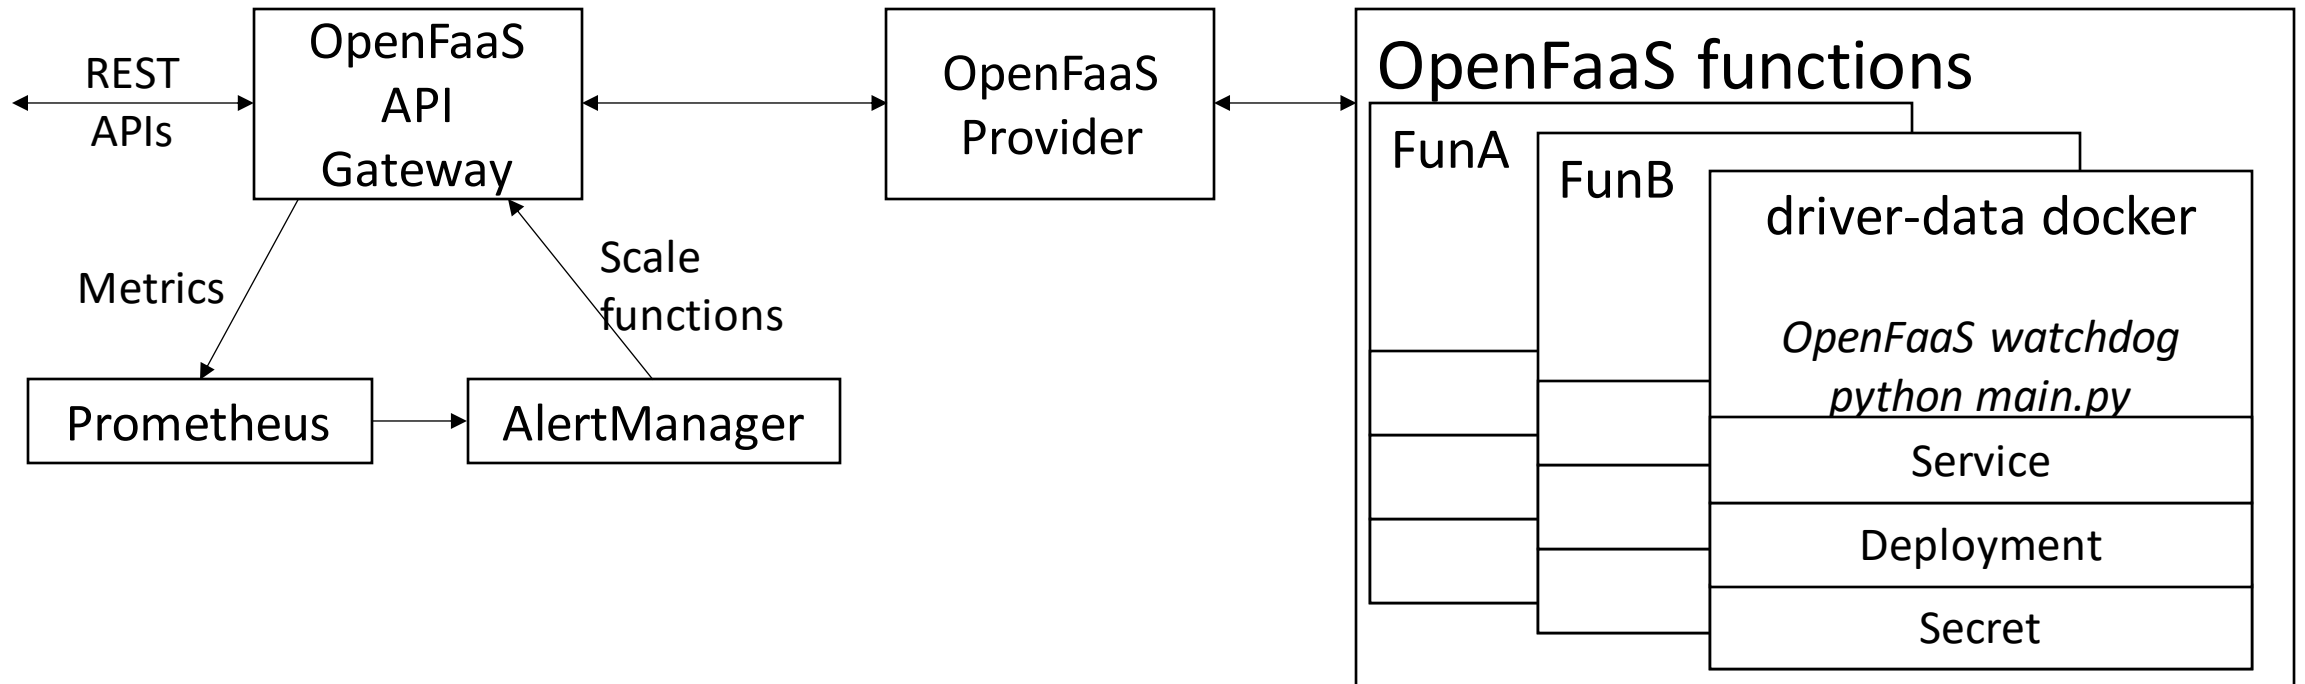 REST
APIs
OpenFaaS
API
Gateway
OpenFaaS
Provider
Metrics
Scale
functions
Prometheus
AlertManager
OpenFaaS functions
FunA
FunB
driver-data docker
OpenFaaS watchdog
python main.py
Service
Deployment
Secret